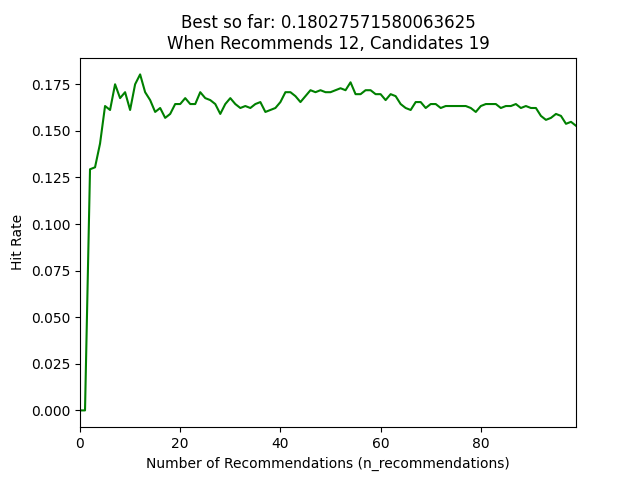 Best so far: 0.18027571580063625
When Recommends 12, Candidates 19
0.175
0.150
0.125
0.100
0.075
0.050
0.025
0.000
Hit Rate
0 20 40 60 80
Number of Recommendations (n_recommendations)